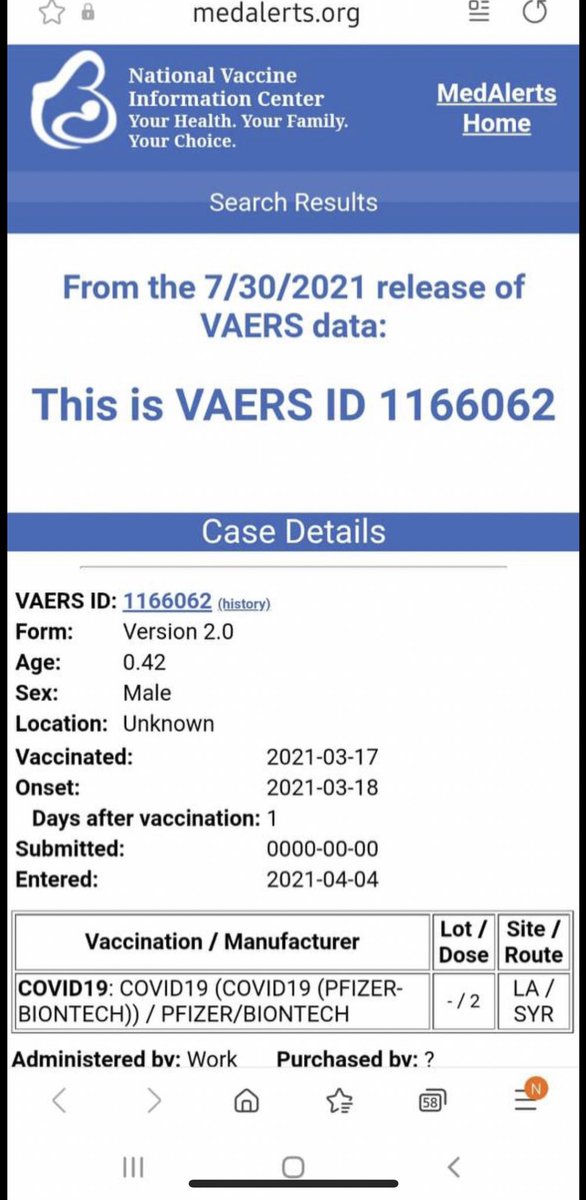 medalerts.org
National Vaccine
Information Center
Your Health. Your Family.
Your Choice.
MedAlerts
Home
Search Results
From the 7/30/2021 release of
VAERS data:
This is VAERS ID 1166062
Case Details
VAERS ID: 1166062 (history)
Form: Version 2.0
Age: 0.42
Sex: Male
Location: Unknown
Vaccinated: 2021-03-17
Onset: 2021-03-18
Days after vaccination: 1
Submitted: 0000-00-00
Entered: 2021-04-04
Vaccination / Manufacturer
Lot /
Dose
Site /
Route
COVID19: COVID19 (COVID19 (PFIZER-
BIONTECH)) / PFIZER/BIONTECH
- / 2
LA /
SYR
Administered by: Work Purchased by: ?
58
N